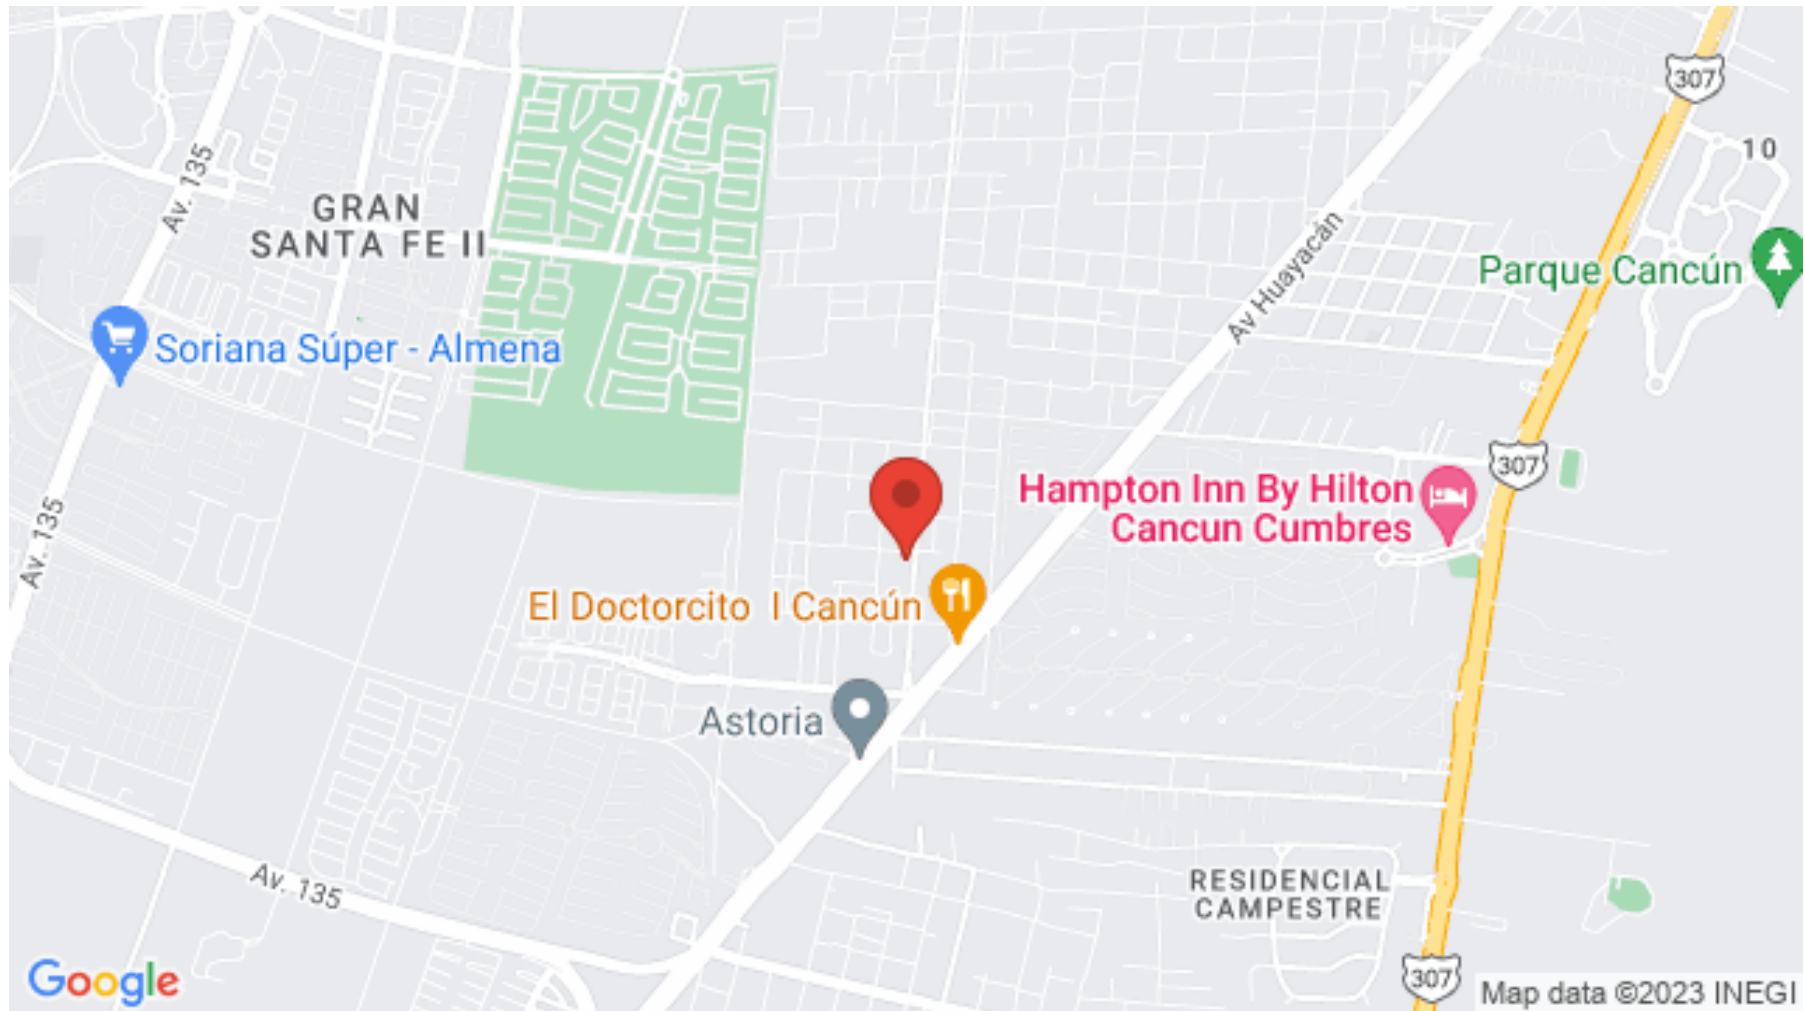 307
10
Av. 135
GRAN
SANTA FE II
Av Huayacán
Parque Cancún
Soriana Súper - Almena
307
Hampton Inn By Hilton
Cancun Cumbres
Av. 135
El Doctorcito I Cancún
Astoria
Av. 135
RESIDENCIAL
CAMPESTRE
Google
307
Map data ©2023 INEGI